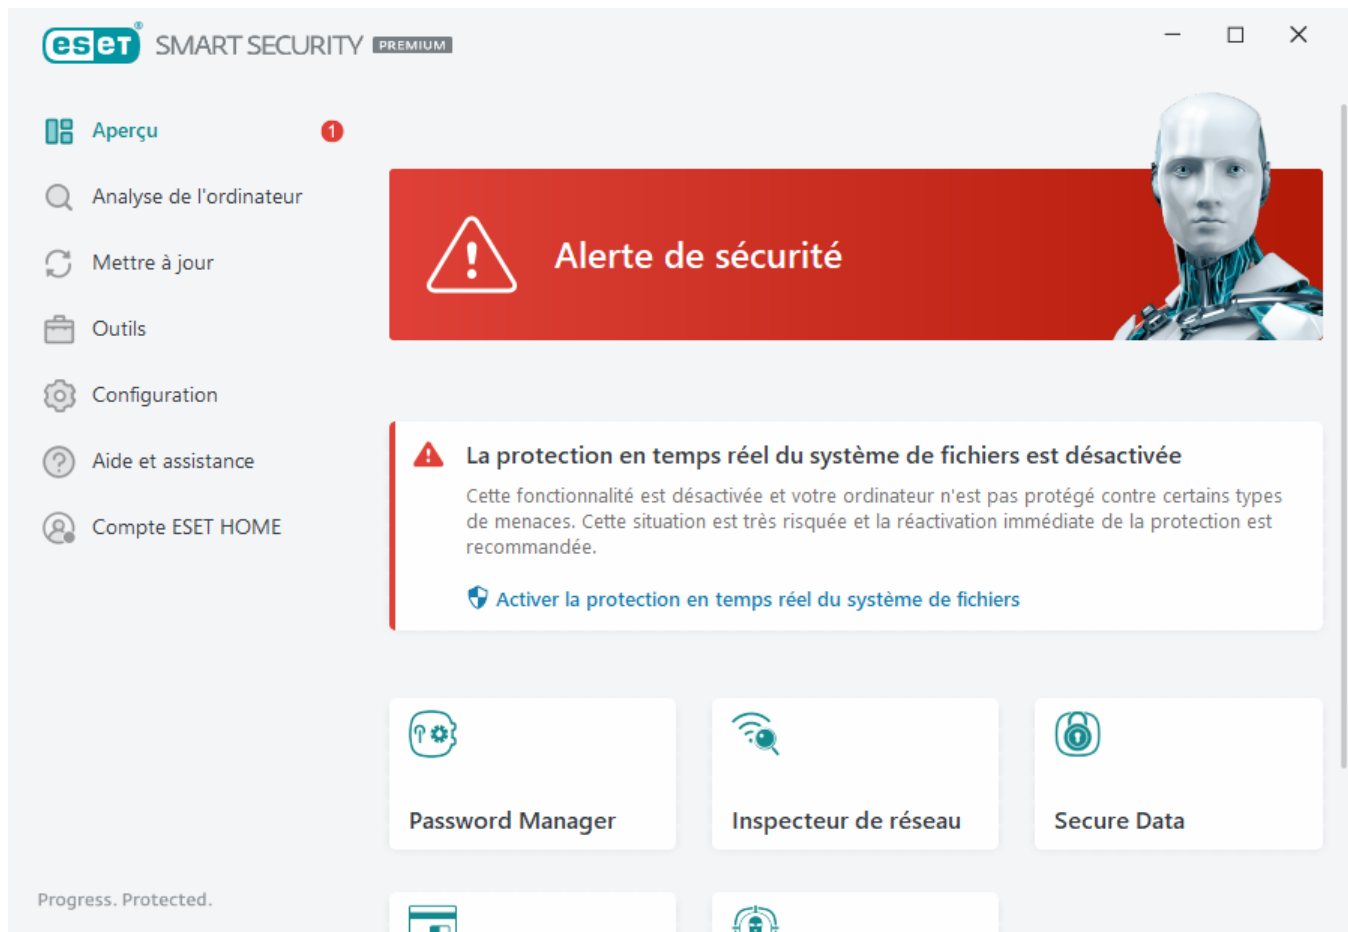 eseT® SMART SECURITY PREMIUM
Aperçu 1
Analyse de l'ordinateur
Mettre à jour
Outils
Configuration
Aide et assistance
Compte ESET HOME
Alerte de sécurité
La protection en temps réel du système de fichiers est désactivée
Cette fonctionnalité est désactivée et votre ordinateur n'est pas protégé contre certains types
de menaces. Cette situation est très risquée et la réactivation immédiate de la protection est
recommandée.
Activer la protection en temps réel du système de fichiers
Password Manager
Inspecteur de réseau
Secure Data
Progress. Protected.